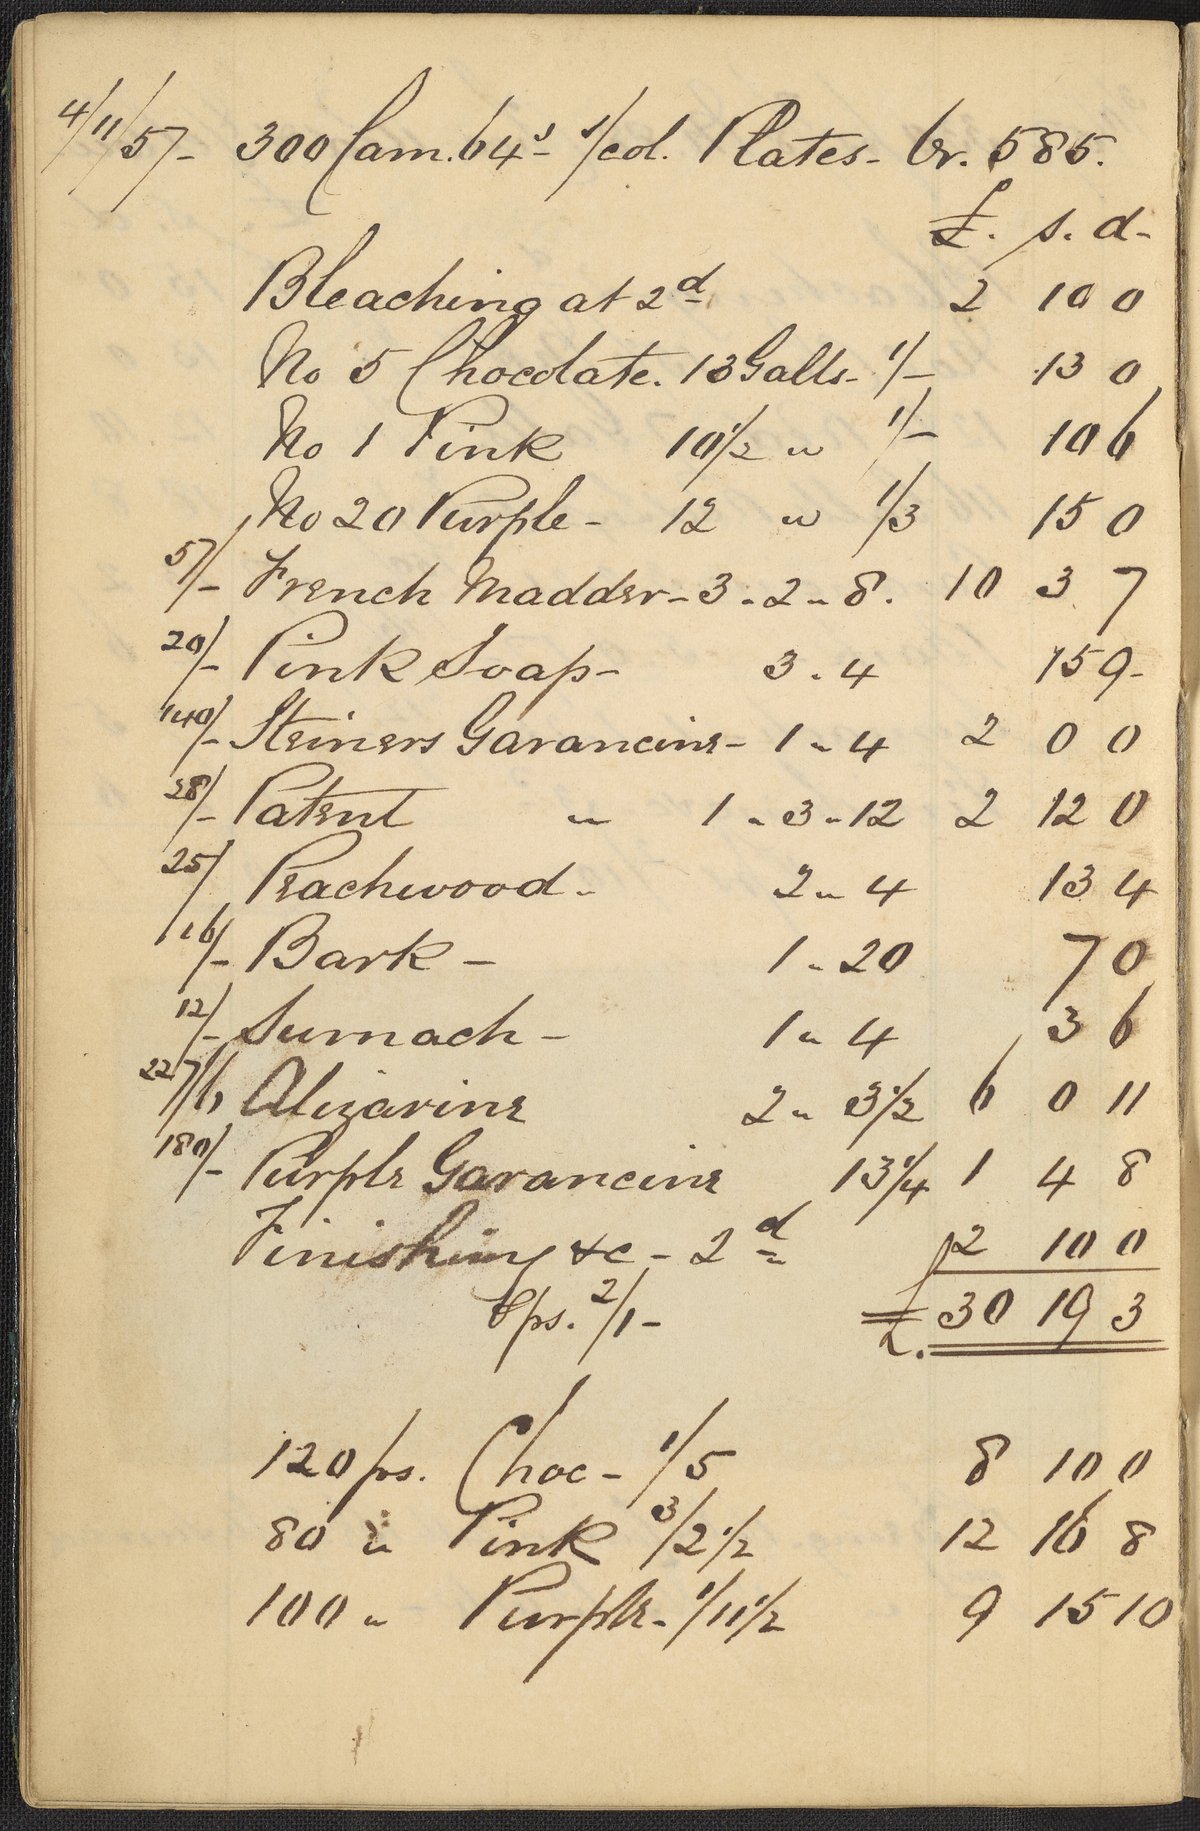 4/11/57- 300 Cam. 64s 1/col. Plates- Or. 585.
£. s. d-
Bleaching at 2d 2 10 0
No 5 Chocolate. 13 Galls- 1/- 13 0
No 1 Pink 10½ " 1/- 10 6
No 20 Purple- 12 " 1/3 15 0
57/- French Madder- 3 - 2 - 8. 10 3 7
20/- Pink Soap- 3 - 4 15 9-
140/- Steiners Garancine- 1 - 4 2 0 0
28/- Patent " 1 - 3 - 12 2 12 0
25/ Peachwood- 2 - 4 13 4
16/- Bark- 1 - 20 7 0
12/- Sumach- 1 - 4 3 6
227/6 Alizarine 2 - 3½ 6 0 11
180/- Purple Garancine 13¼ 1 4 8
Finishing &c- 2d 2 10 0
Pps. 2/1- £. 30 19 3
120 ps. Choc- 1/5 8 10 0
80 " Pink 3/2½ 12 16 8
100 " Purple- 1/11½ 9 15 10